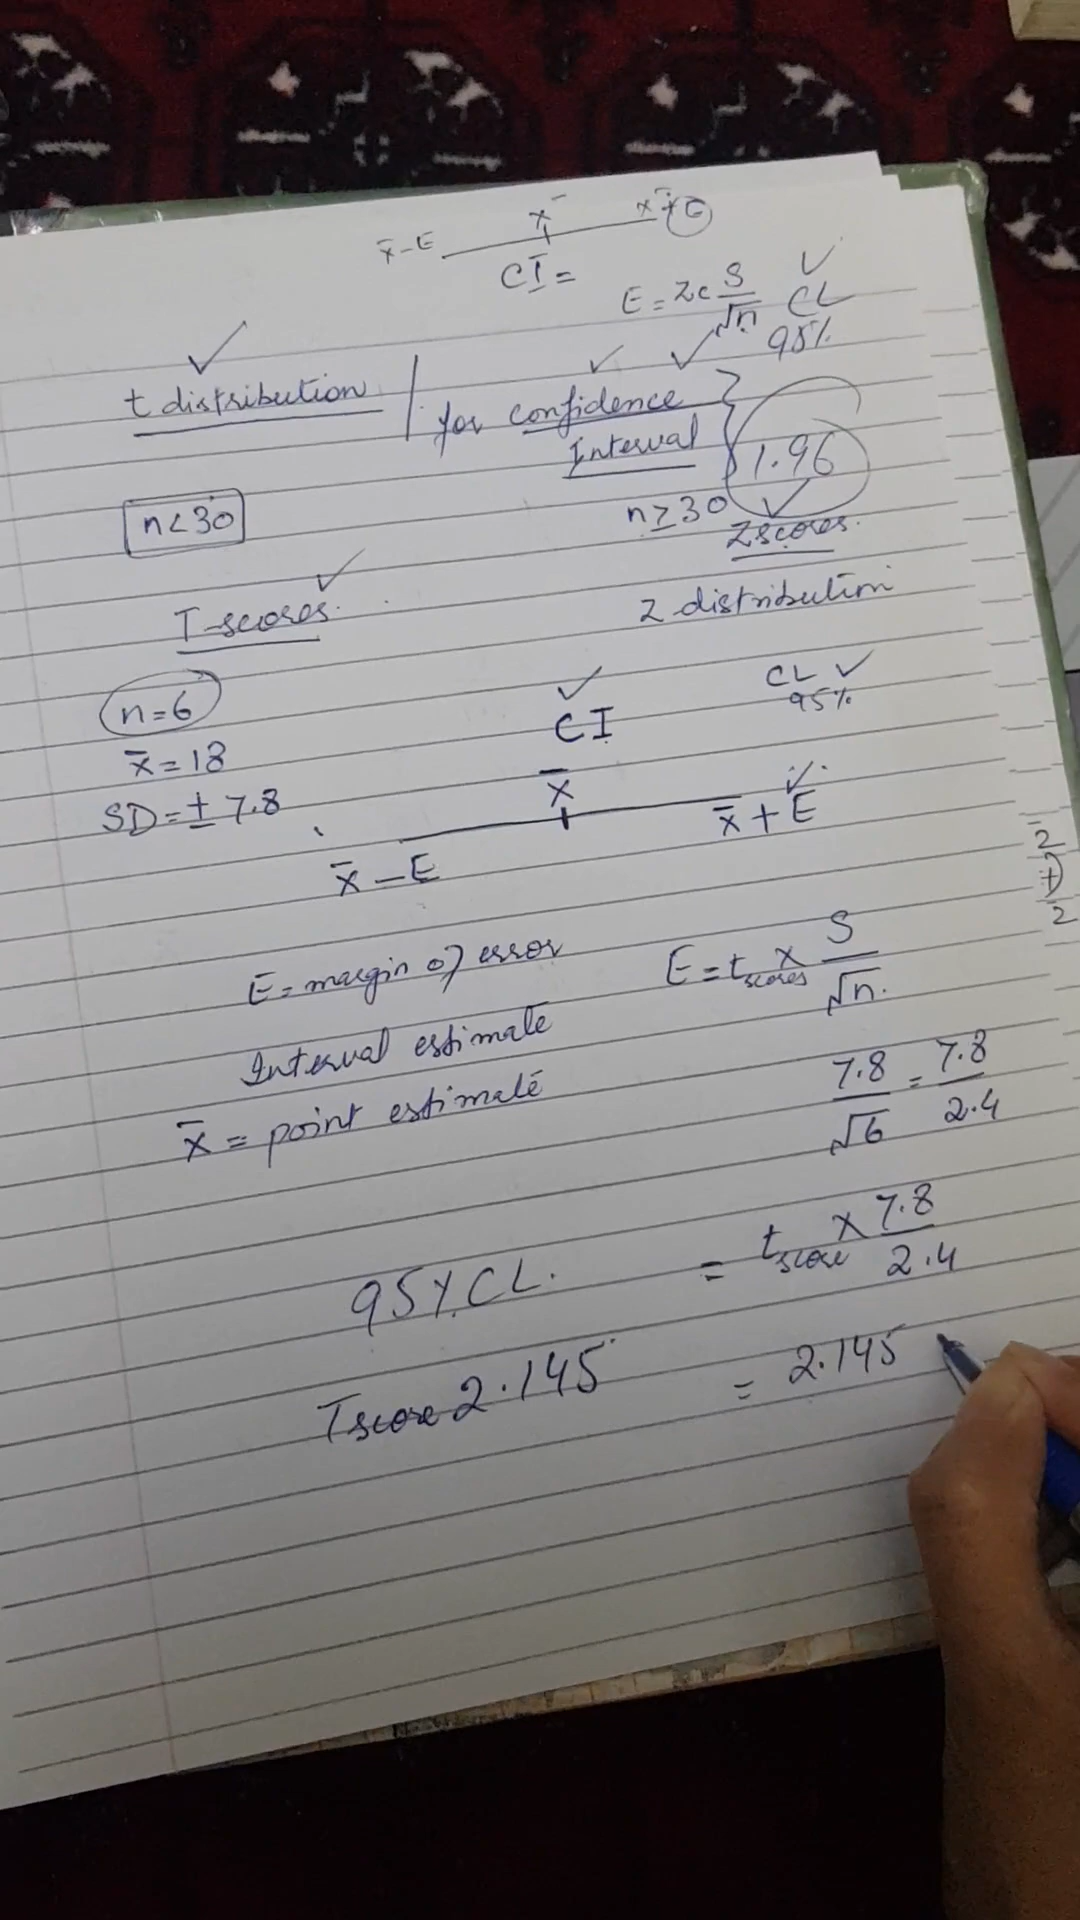 x̄
x̄ - E
x̄ + E
CI =
E = Zc S/√n
CL
95%
t distribution
for confidence
Interval
1.96
n < 30
n ≥ 30
Z scores.
T-scores.
Z distribution
n = 6
CL
95%
x̄ = 18
CI
SD = ± 7.8
x̄
x̄ - E
x̄ + E
E = margin of error
E = t scores x S/√n.
Interval estimate
x̄ = point estimate
7.8/√6 = 7.8/2.4
95% CL.
= t score x 7.8/2.4
T score 2.145
= 2.145